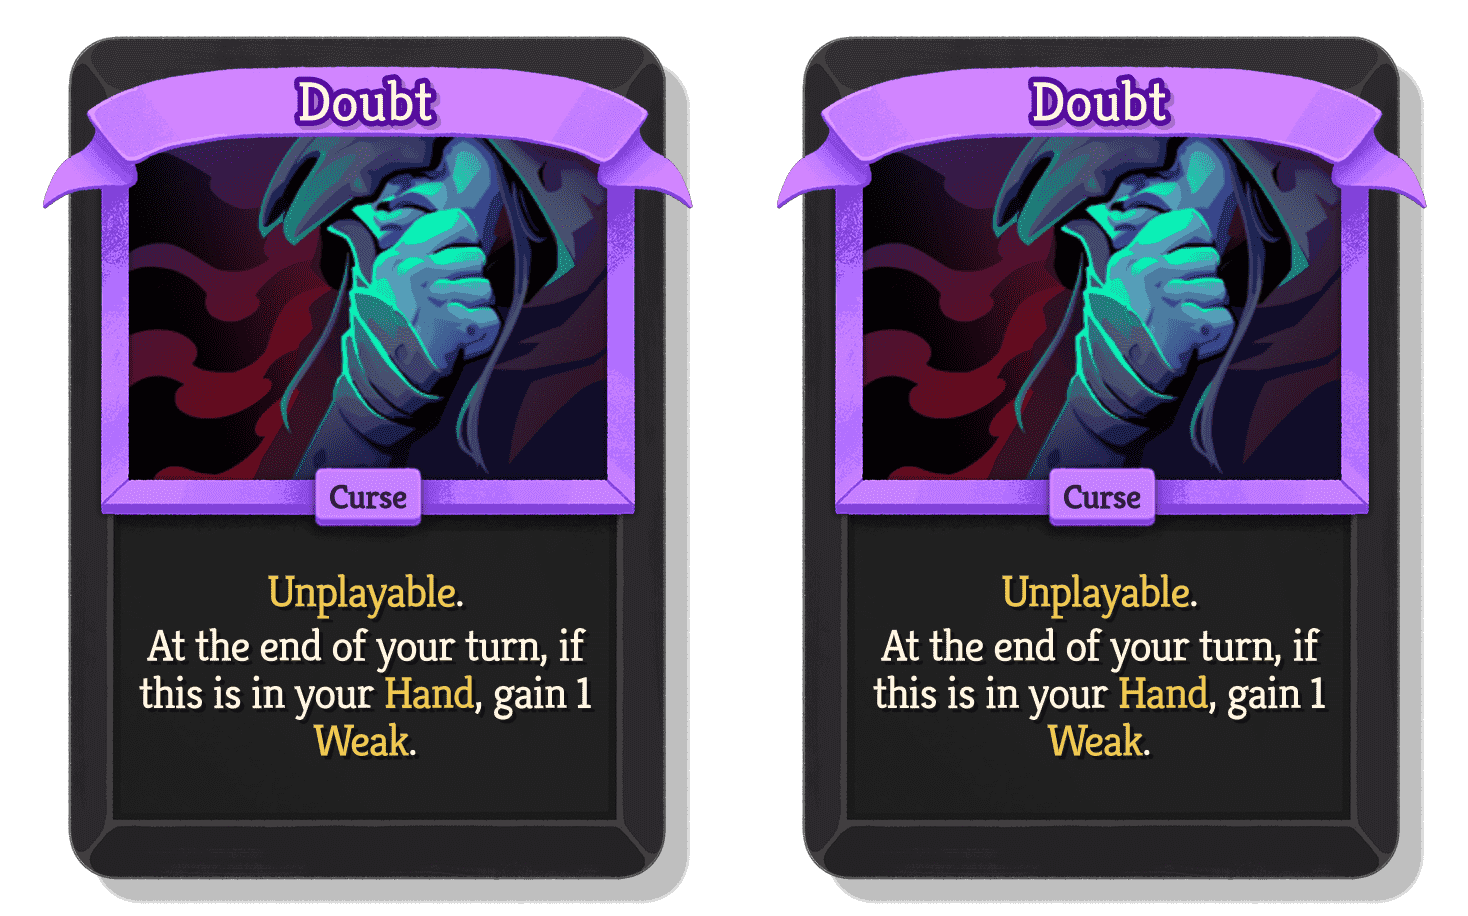 Doubt
Curse
Unplayable.
At the end of your turn, if
this is in your Hand, gain 1
Weak.
Doubt
Curse
Unplayable.
At the end of your turn, if
this is in your Hand, gain 1
Weak.